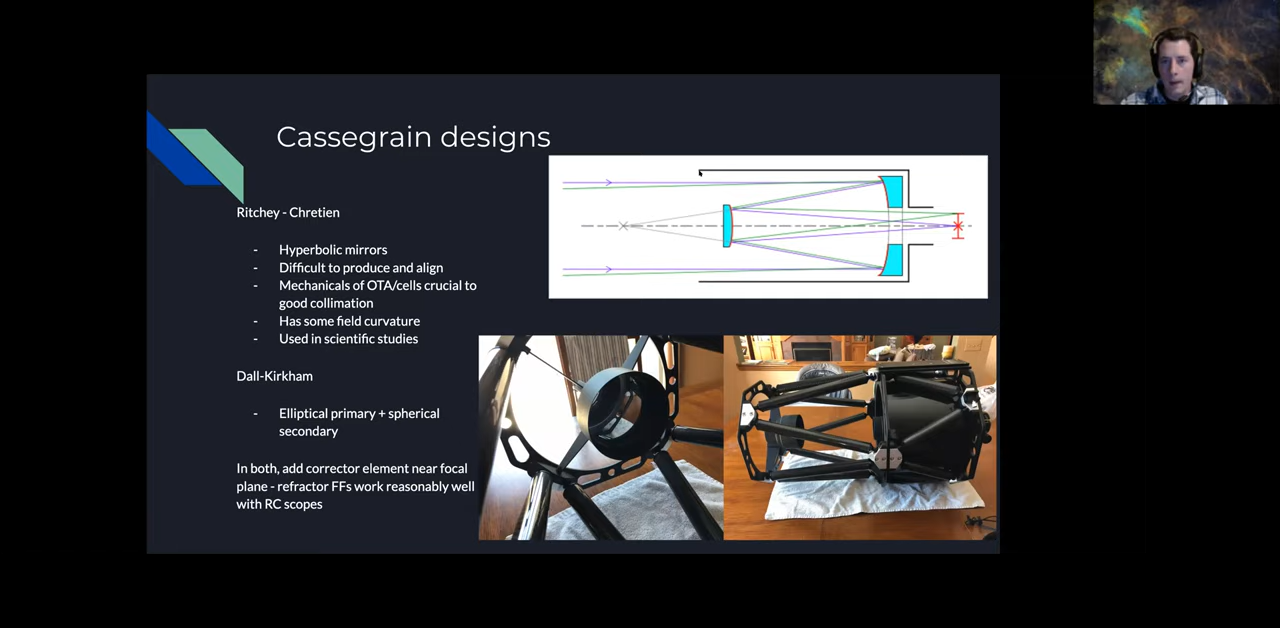 Cassegrain designs
Ritchey - Chretien
- Hyperbolic mirrors
- Difficult to produce and align
- Mechanicals of OTA/cells crucial to
good collimation
- Has some field curvature
- Used in scientific studies
Dall-Kirkham
- Elliptical primary + spherical
secondary
In both, add corrector element near focal
plane - refractor FFs work reasonably well
with RC scopes